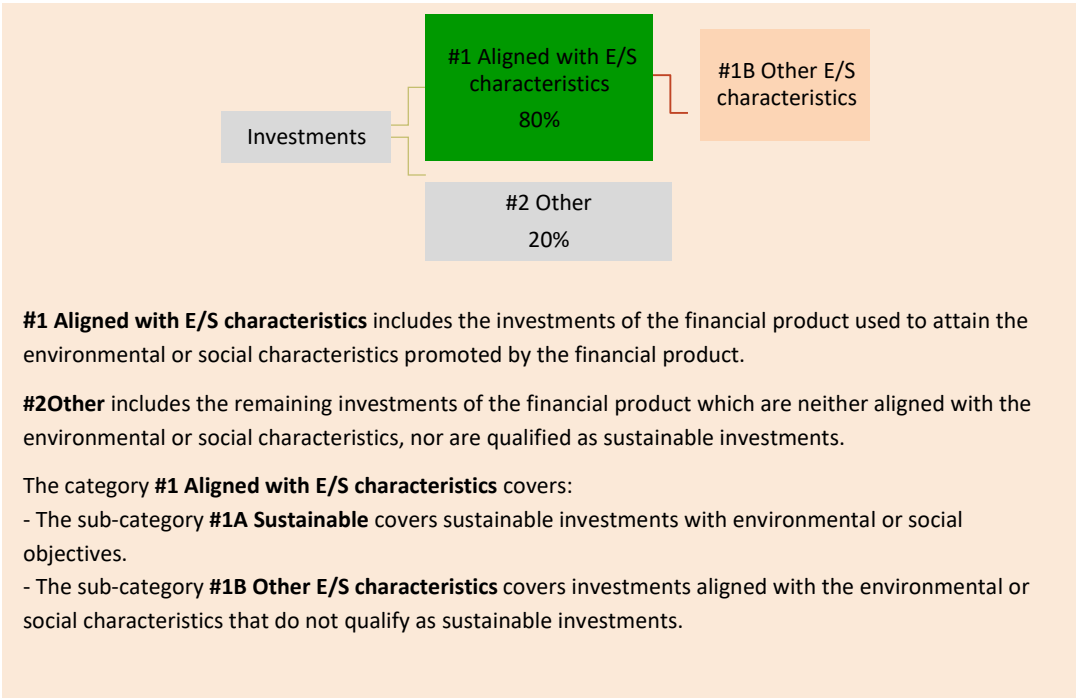 #1 Aligned with E/S
characteristics
80%
#1B Other E/S
characteristics
Investments
#2 Other
20%
#1 Aligned with E/S characteristics includes the investments of the financial product used to attain the
environmental or social characteristics promoted by the financial product.
#2Other includes the remaining investments of the financial product which are neither aligned with the
environmental or social characteristics, nor are qualified as sustainable investments.
The category #1 Aligned with E/S characteristics covers:
- The sub-category #1A Sustainable covers sustainable investments with environmental or social
objectives.
- The sub-category #1B Other E/S characteristics covers investments aligned with the environmental or
social characteristics that do not qualify as sustainable investments.